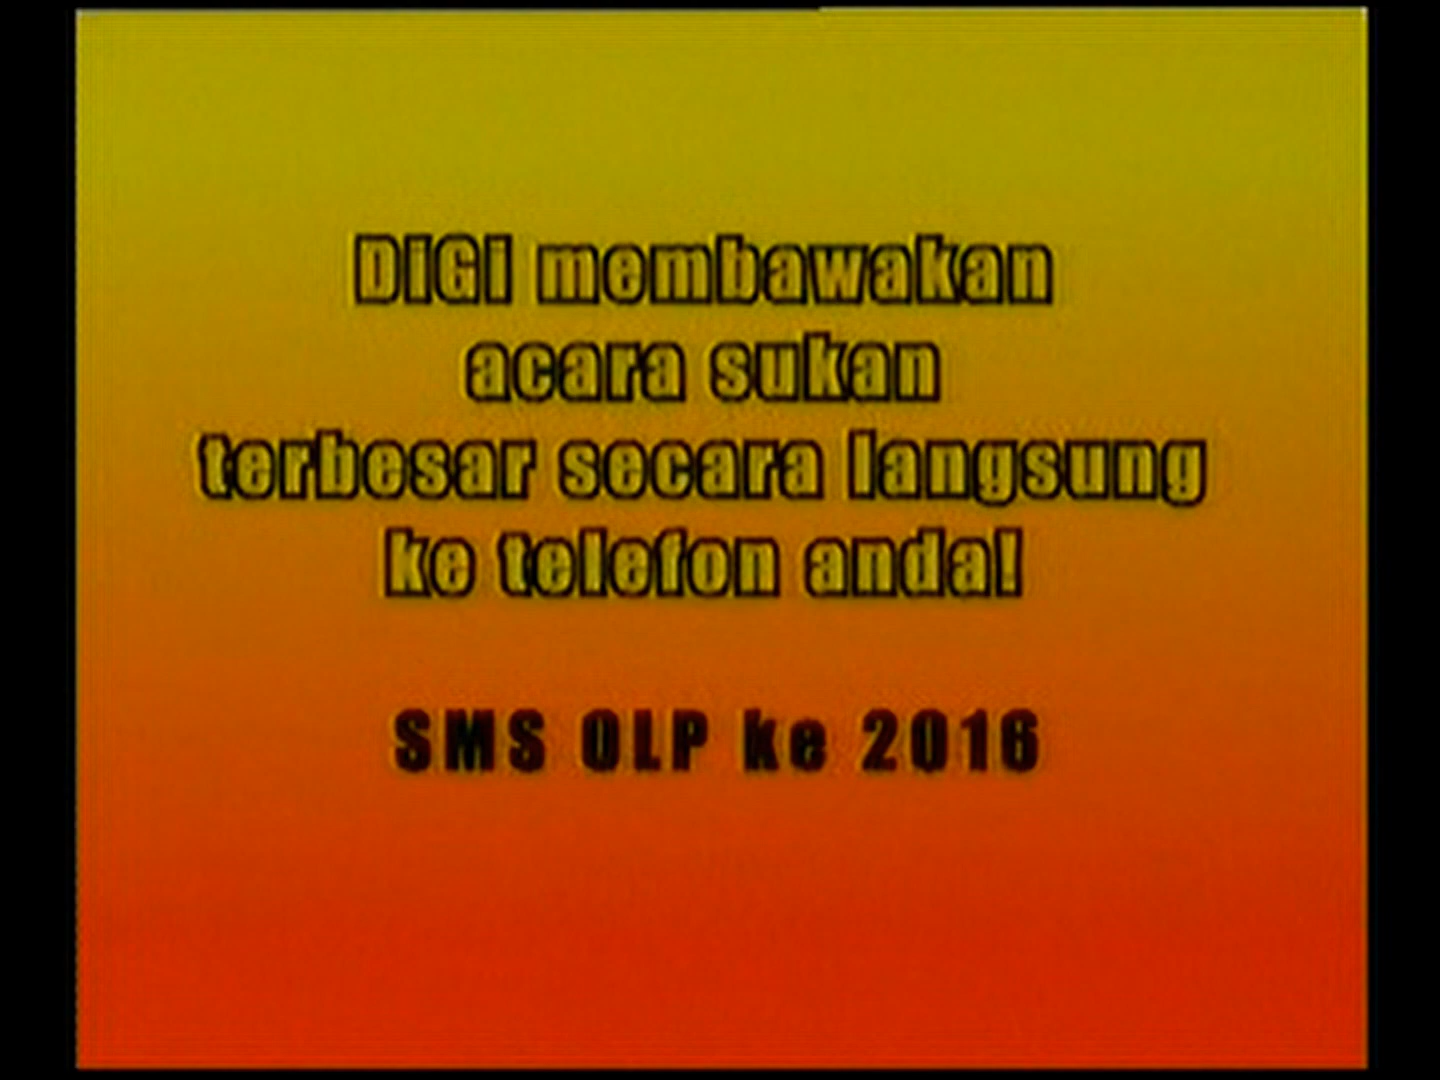 DiGi membawakan
acara sukan
terbesar secara langsung
ke telefon anda!
SMS OLP ke 2016